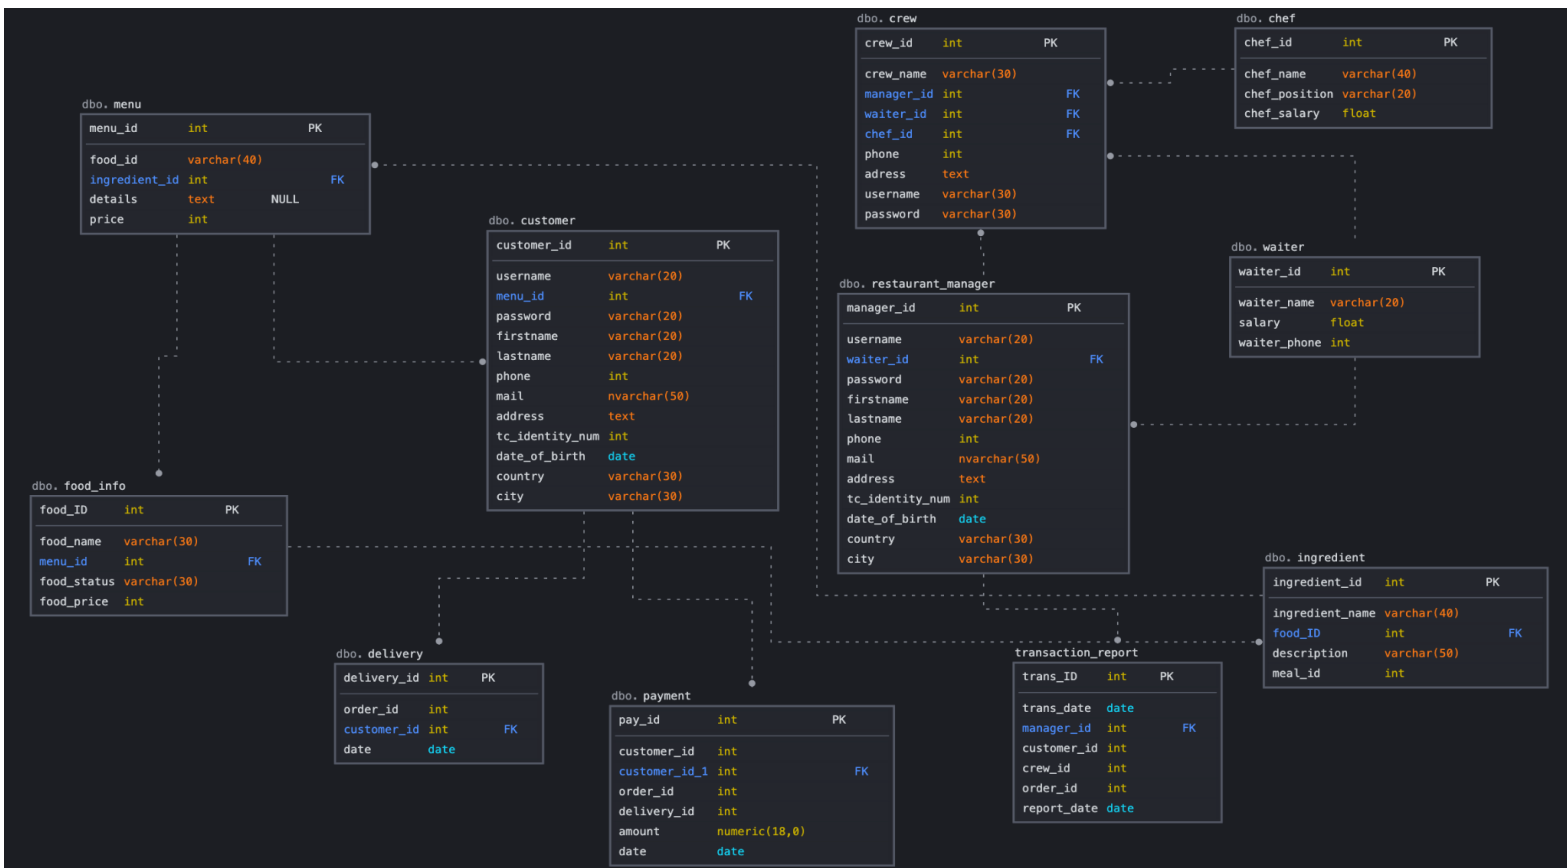 dbo. crew
crew_id int PK
crew_name varchar(30)
manager_id int FK
waiter_id int FK
chef_id int FK
phone int
adress text
username varchar(30)
password varchar(30)
dbo. chef
chef_id int PK
chef_name varchar(40)
chef_position varchar(20)
chef_salary float
dbo. menu
menu_id int PK
food_id varchar(40)
ingredient_id int FK
details text NULL
price int
dbo. customer
customer_id int PK
username varchar(20)
menu_id int FK
password varchar(20)
firstname varchar(20)
lastname varchar(20)
phone int
mail nvarchar(50)
address text
tc_identity_num int
date_of_birth date
country varchar(30)
city varchar(30)
dbo. waiter
waiter_id int PK
waiter_name varchar(20)
salary float
waiter_phone int
dbo. restaurant_manager
manager_id int PK
username varchar(20)
waiter_id int FK
password varchar(20)
firstname varchar(20)
lastname varchar(20)
phone int
mail nvarchar(50)
address text
tc_identity_num int
date_of_birth date
country varchar(30)
city varchar(30)
dbo. food_info
food_ID int PK
food_name varchar(30)
menu_id int FK
food_status varchar(30)
food_price int
dbo. ingredient
ingredient_id int PK
ingredient_name varchar(40)
food_ID int FK
description varchar(50)
meal_id int
dbo. delivery
delivery_id int PK
order_id int
customer_id int FK
date date
dbo. payment
pay_id int PK
customer_id int
customer_id_1 int FK
order_id int
delivery_id int
amount numeric(18,0)
date date
transaction_report
trans_ID int PK
trans_date date
manager_id int FK
customer_id int
crew_id int
order_id int
report_date date